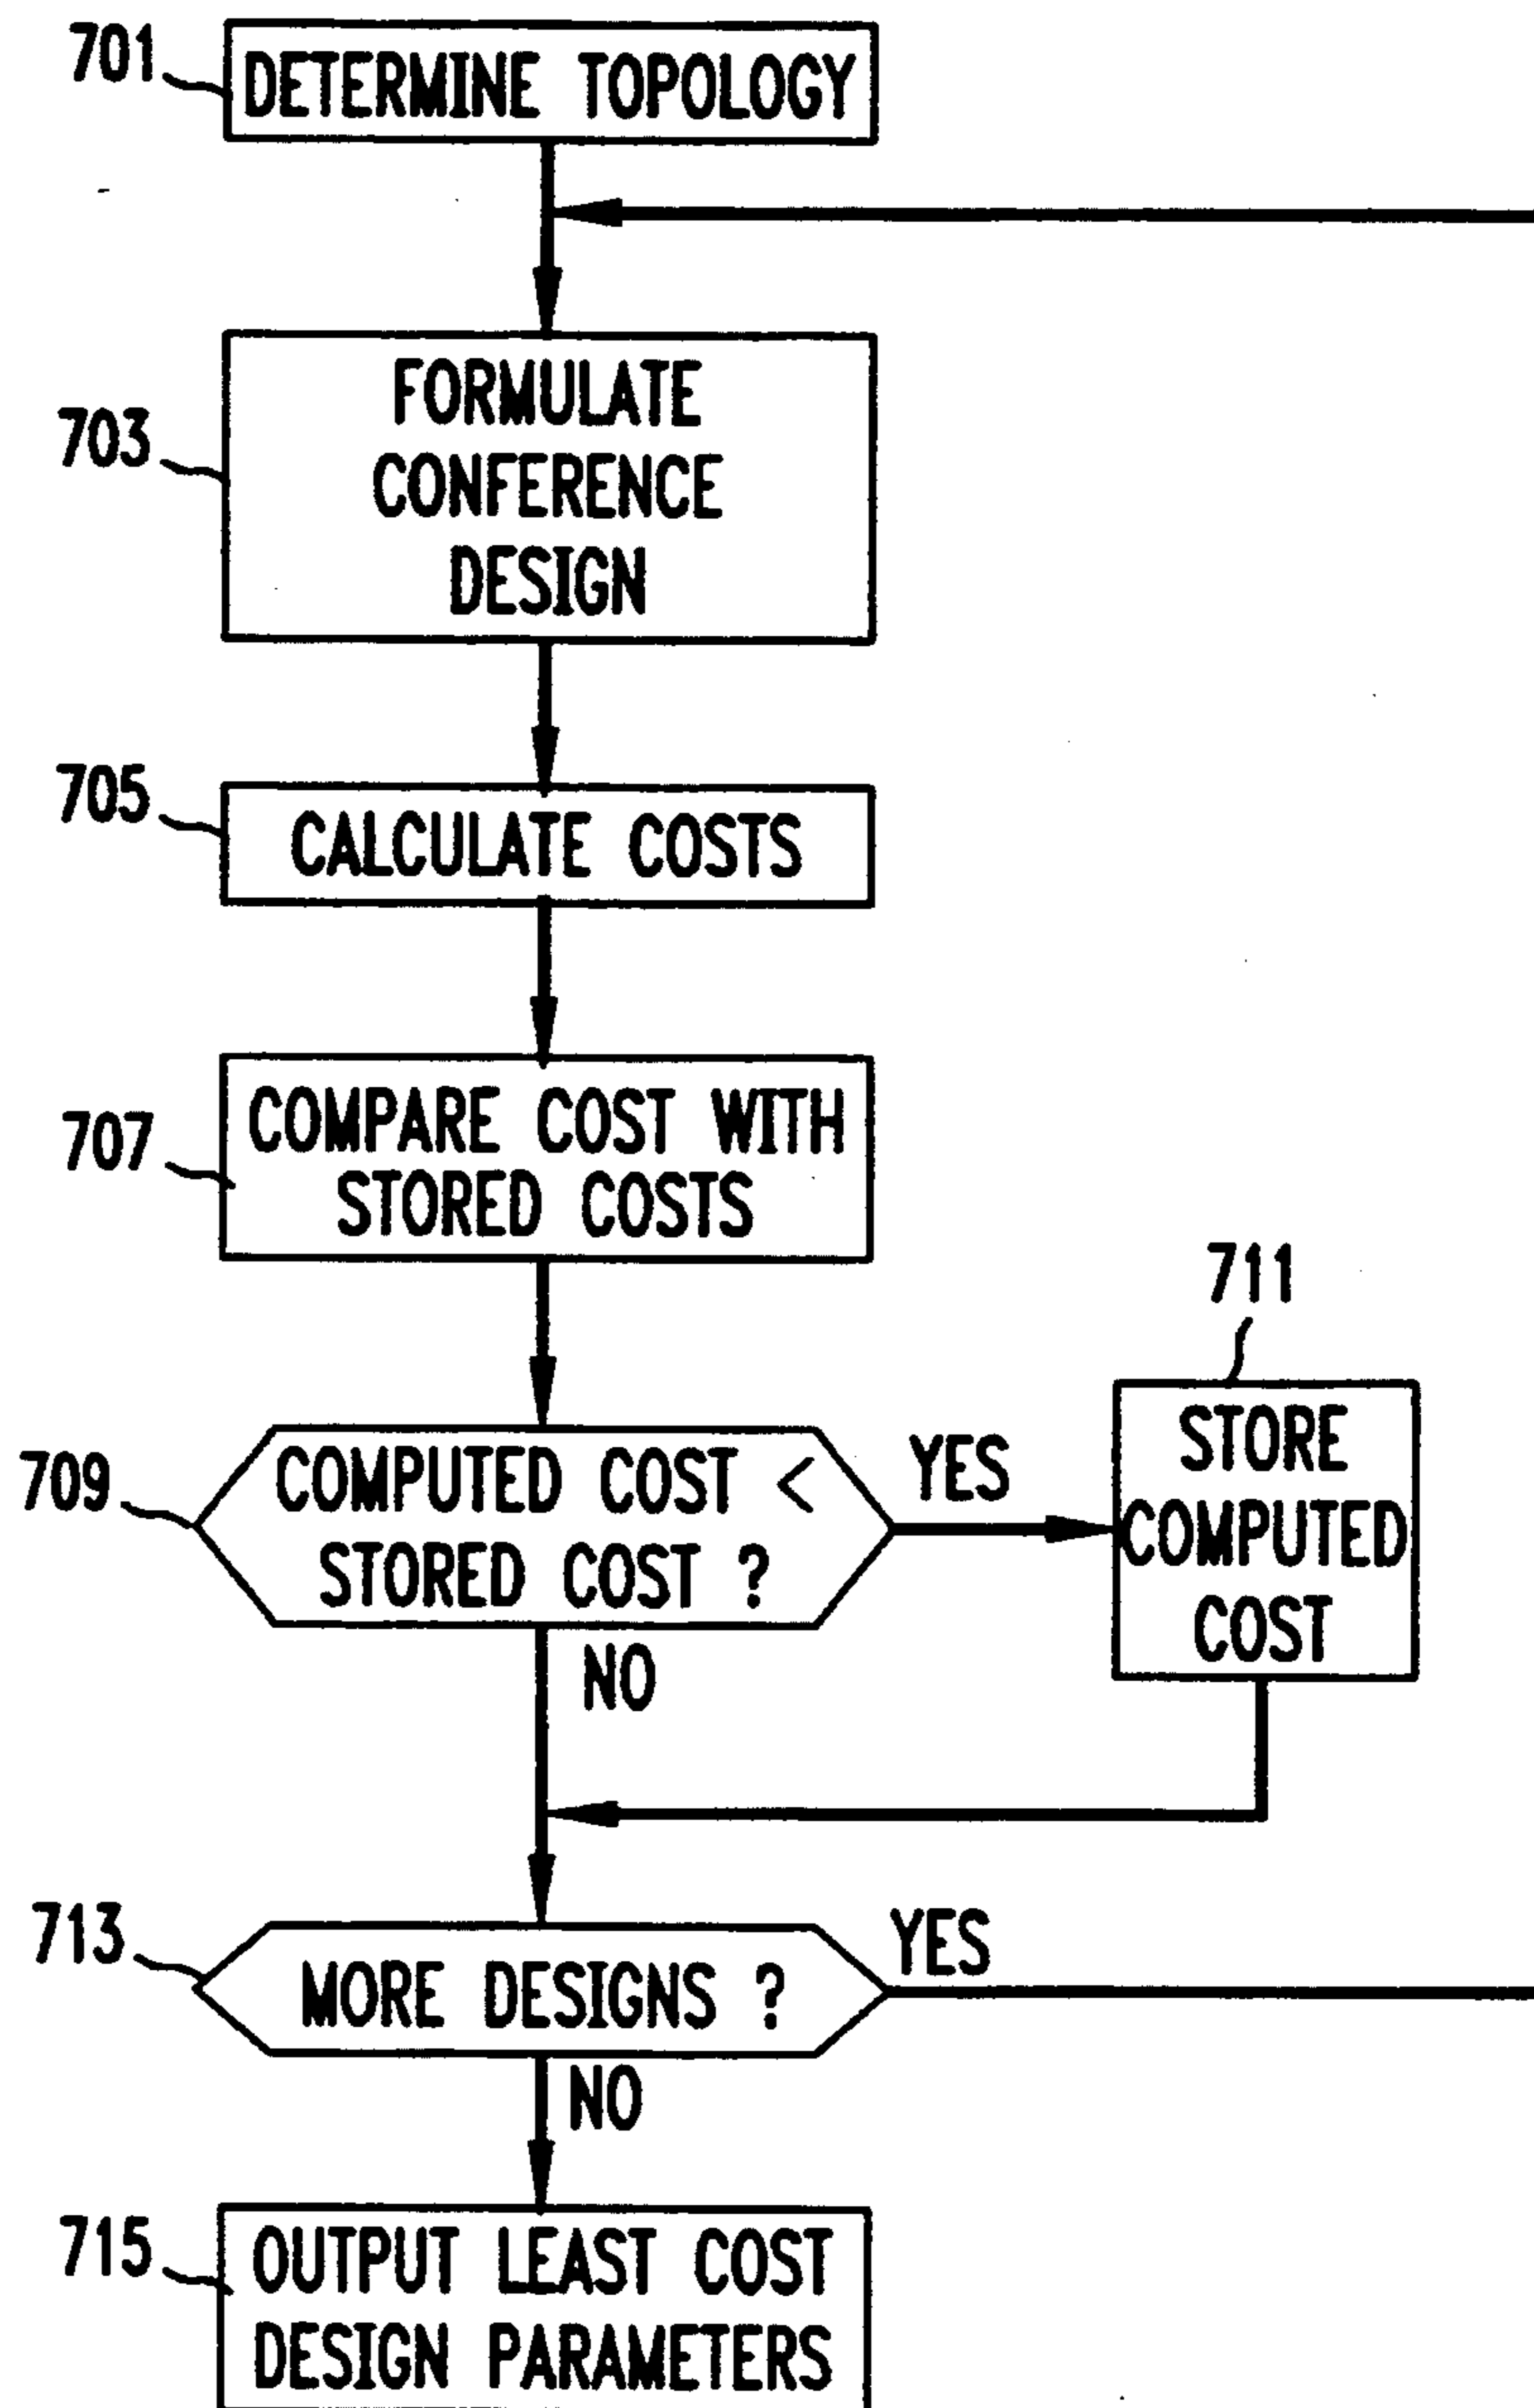 701
DETERMINE TOPOLOGY
703
FORMULATE
CONFERENCE
DESIGN
705
CALCULATE COSTS
707
COMPARE COST WITH
STORED COSTS
709
COMPUTED COST <
STORED COST ?
YES
711
STORE
COMPUTED
COST
NO
713
MORE DESIGNS ?
YES
NO
715
OUTPUT LEAST COST
DESIGN PARAMETERS